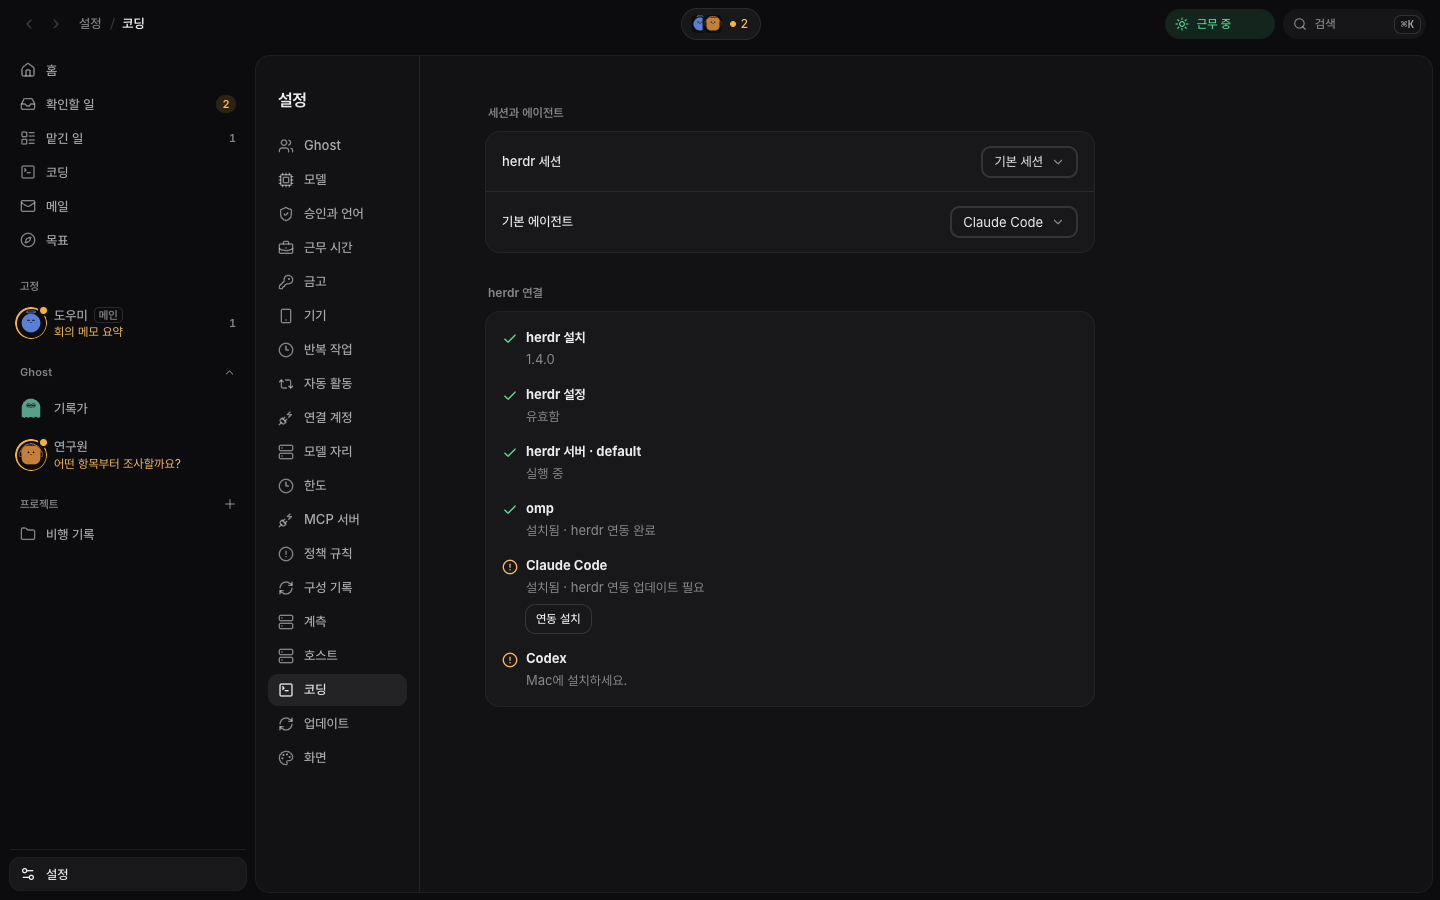 설정 / 코딩
2
근무 중
검색
⌘K
홈
확인할 일
2
맡긴 일
1
코딩
메일
목표
고정
도우미
메인
회의 메모 요약
1
Ghost
기록가
연구원
어떤 항목부터 조사할까요?
프로젝트
비행 기록
설정
설정
Ghost
모델
승인과 언어
근무 시간
금고
기기
반복 작업
자동 활동
연결 계정
모델 자리
한도
MCP 서버
정책 규칙
구성 기록
계측
호스트
코딩
업데이트
화면
세션과 에이전트
herdr 세션
기본 세션
기본 에이전트
Claude Code
herdr 연결
herdr 설치
1.4.0
herdr 설정
유효함
herdr 서버 · default
실행 중
omp
설치됨 · herdr 연동 완료
Claude Code
설치됨 · herdr 연동 업데이트 필요
연동 설치
Codex
Mac에 설치하세요.